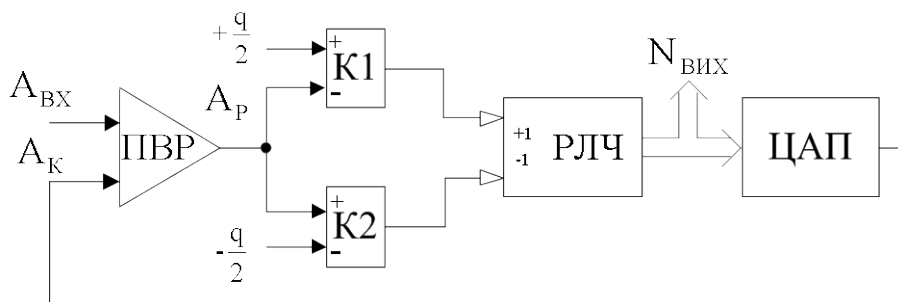 + q/2
+
К1
-
N ВИХ
А ВХ
А Р
А К
ПВР
+1
-1
РЛЧ
ЦАП
+
К2
-
- q/2